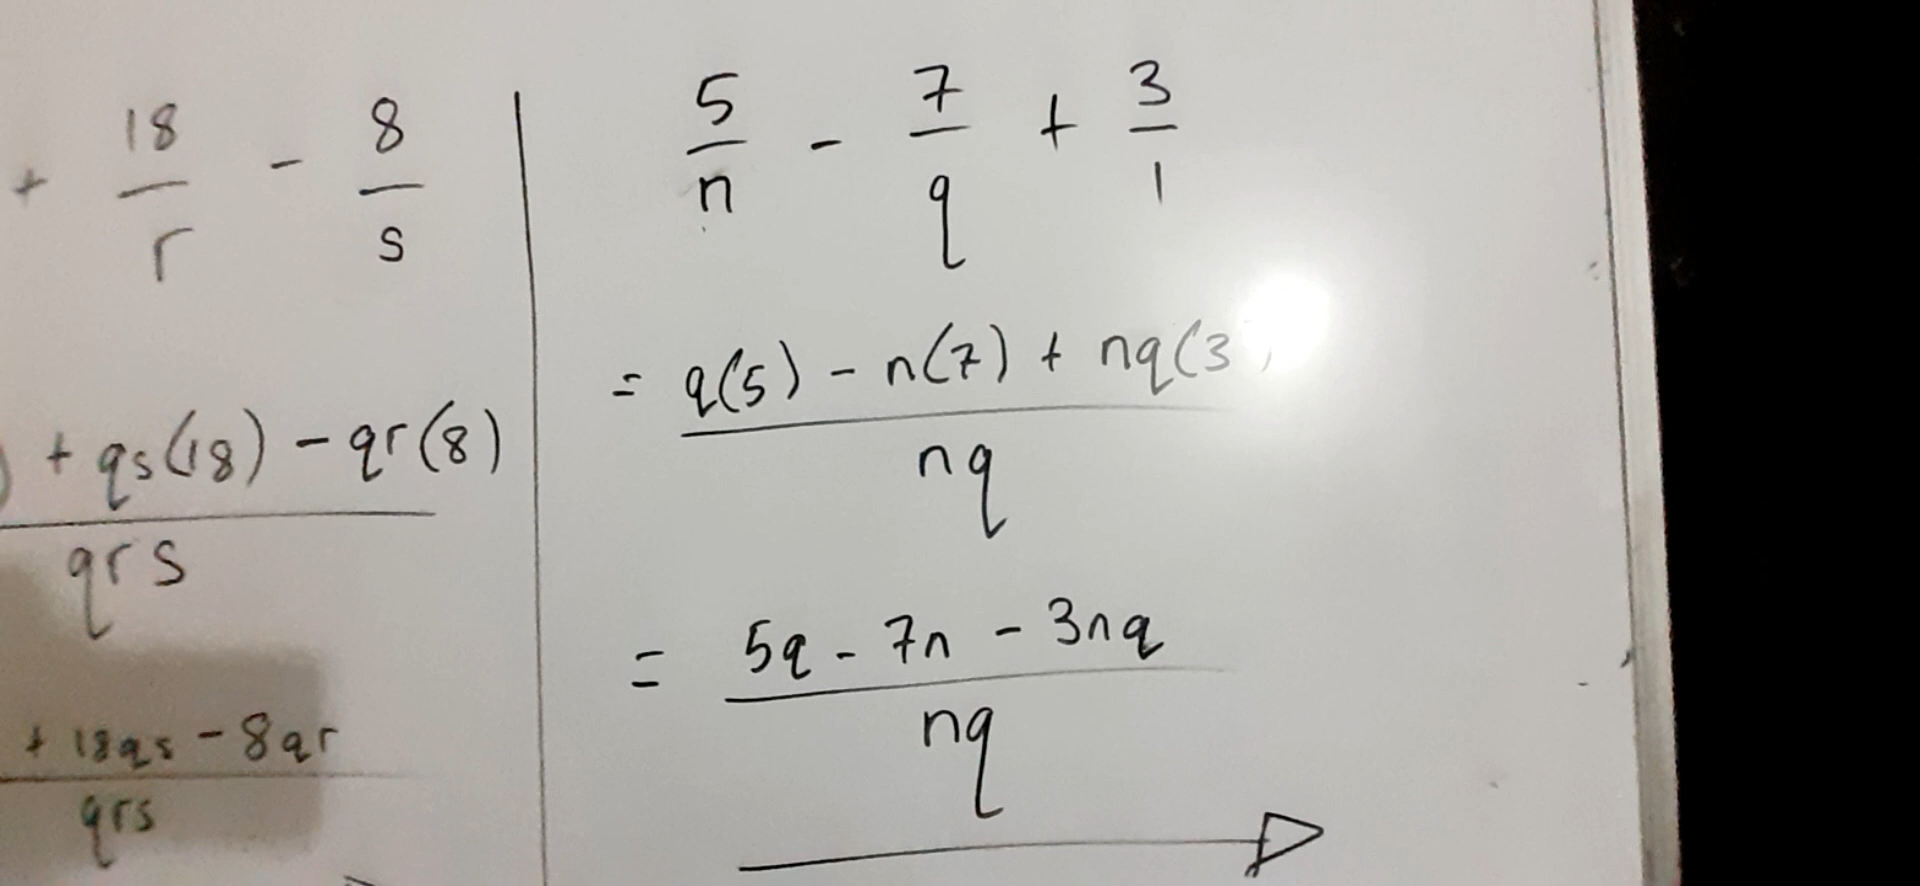 + 18/r - 8/s
+ qs(18) - qr(8)
qrs
+ 18qs - 8qr
qrs
5/n - 7/q + 3/1
= q(5) - n(7) + nq(3)
nq
= 5q - 7n - 3nq
nq